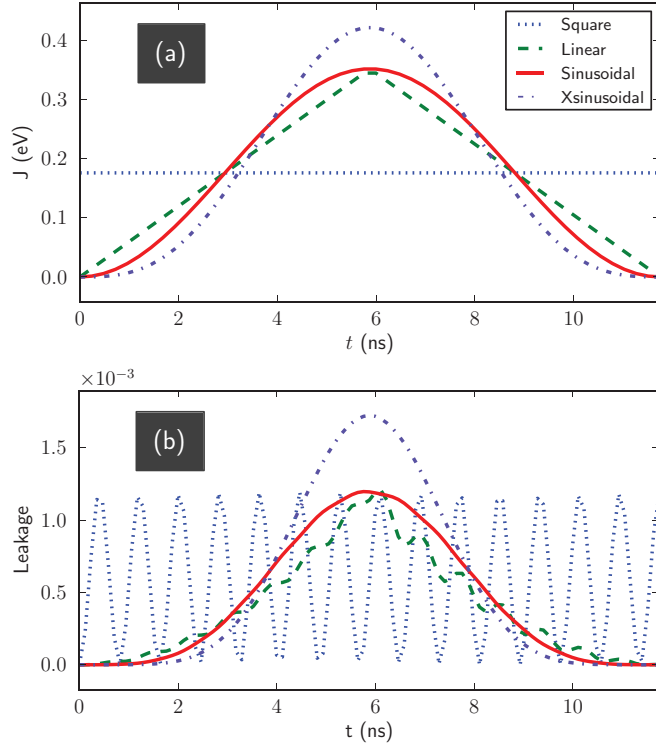 (a)
Square
Linear
Sinusoidal
Xsinusoidal
J (eV)
0.4
0.3
0.2
0.1
0.0
0 2 4 6 8 10
t (ns)
×10⁻³
(b)
Leakage
1.5
1.0
0.5
0.0
0 2 4 6 8 10
t (ns)